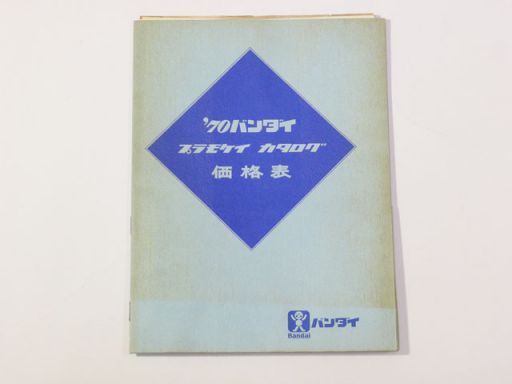 '70バンダイ
プラモケイ カタログ
価格表
バンダイ
Bandai